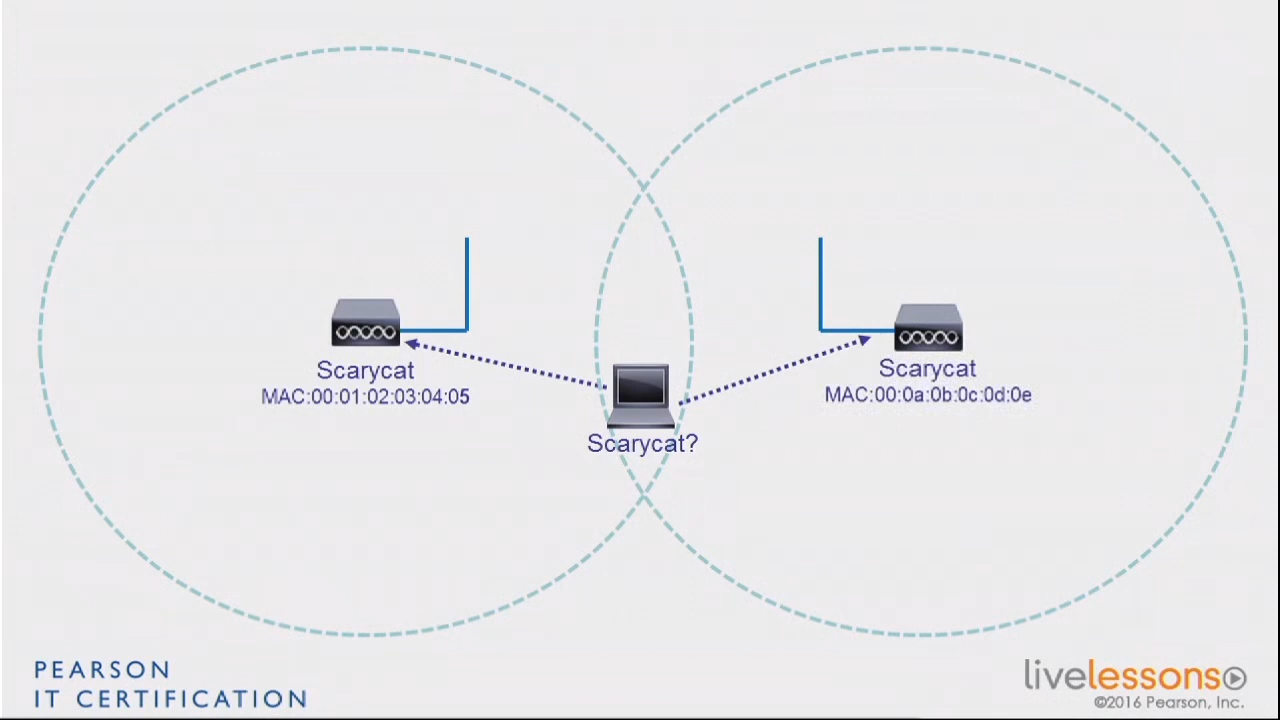 Scarycat
MAC:00:01:02:03:04:05
Scarycat
MAC:00:0a:0b:0c:0d:0e
Scarycat?
PEARSON
IT CERTIFICATION
livelessons
©2016 Pearson, Inc.